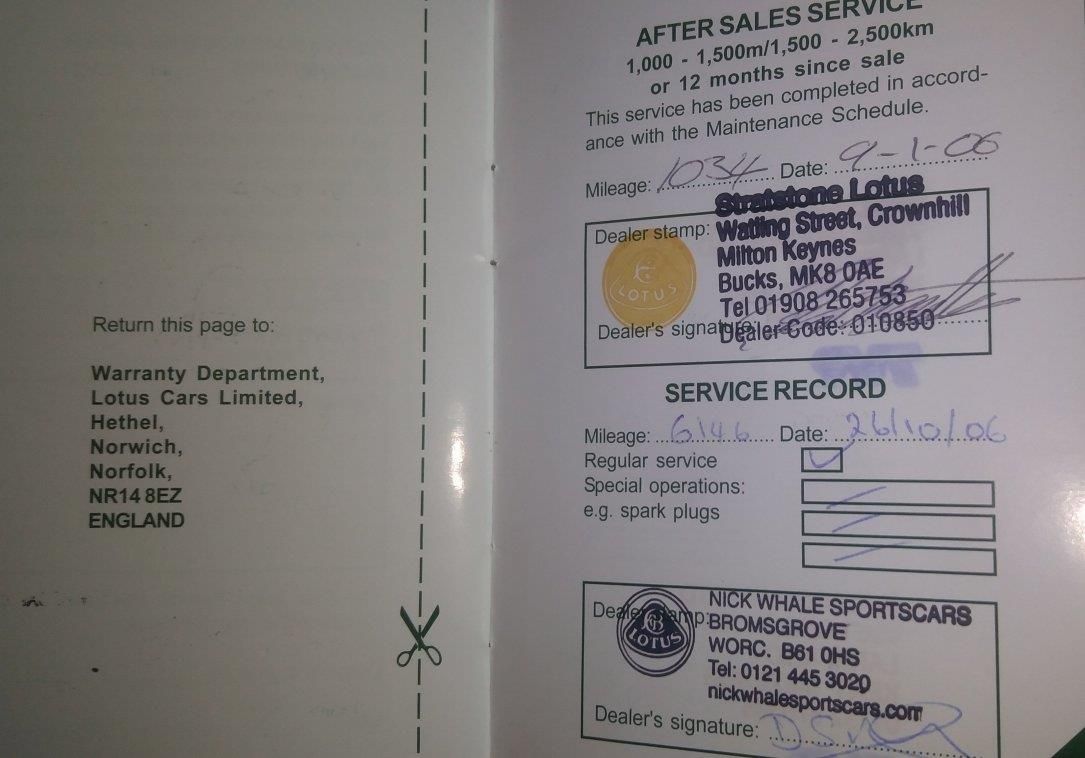 Return this page to:
Warranty Department,
Lotus Cars Limited,
Hethel,
Norwich,
Norfolk,
NR14 8EZ
ENGLAND
AFTER SALES SERVICE
1,000 - 1,500m/1,500 - 2,500km
or 12 months since sale
This service has been completed in accord-
ance with the Maintenance Schedule.
Mileage: 1034 Date: 9-1-06
Stratstone Lotus
Dealer stamp: Watling Street, Crownhill
Milton Keynes
Bucks, MK8 0AE
LOTUS
Tel 01908 265753
Dealer's signature: Dealer Code: 010850
SERVICE RECORD
Mileage: 6146 Date: 26/10/06
Regular service
Special operations:
e.g. spark plugs
NICK WHALE SPORTSCARS
Dealer stamp: BROMSGROVE
LOTUS
WORC. B61 0HS
Tel: 0121 445 3020
nickwhalesportscars.com
Dealer's signature: